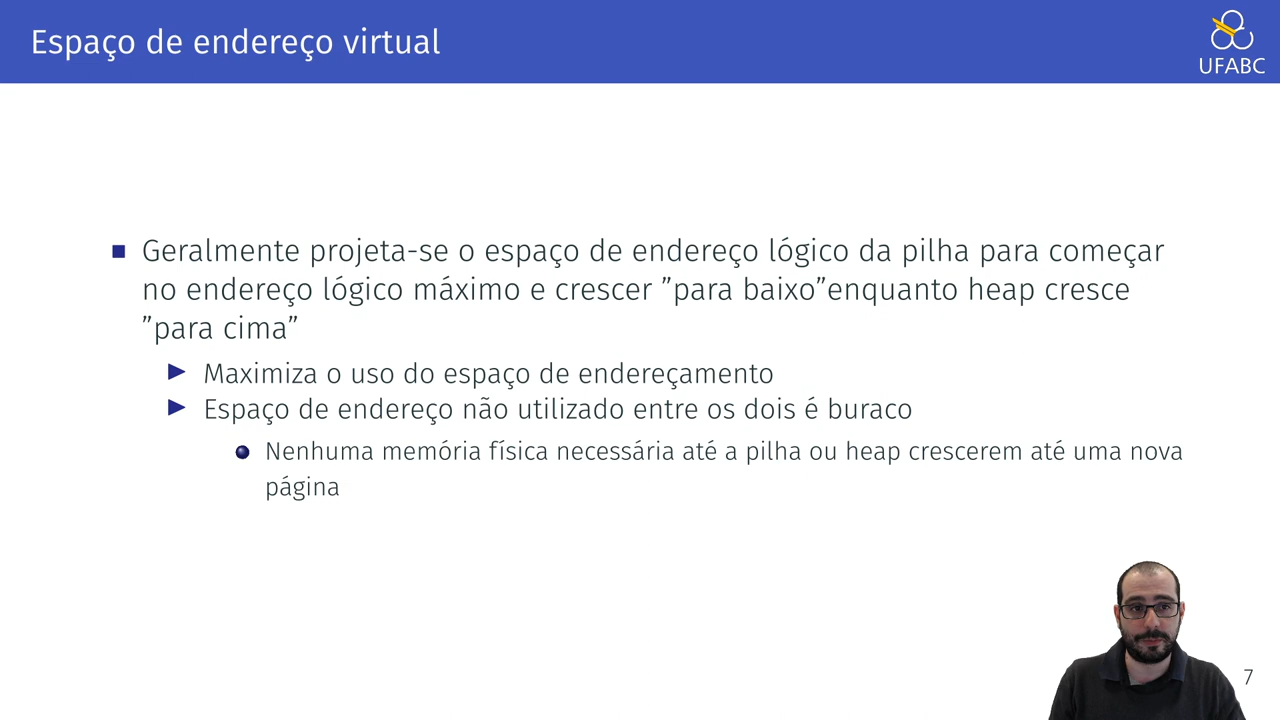 Espaço de endereço virtual
UFABC
Geralmente projeta-se o espaço de endereço lógico da pilha para começar
no endereço lógico máximo e crescer ”para baixo”enquanto heap cresce
”para cima”
Maximiza o uso do espaço de endereçamento
Espaço de endereço não utilizado entre os dois é buraco
Nenhuma memória física necessária até a pilha ou heap crescerem até uma nova
página
7